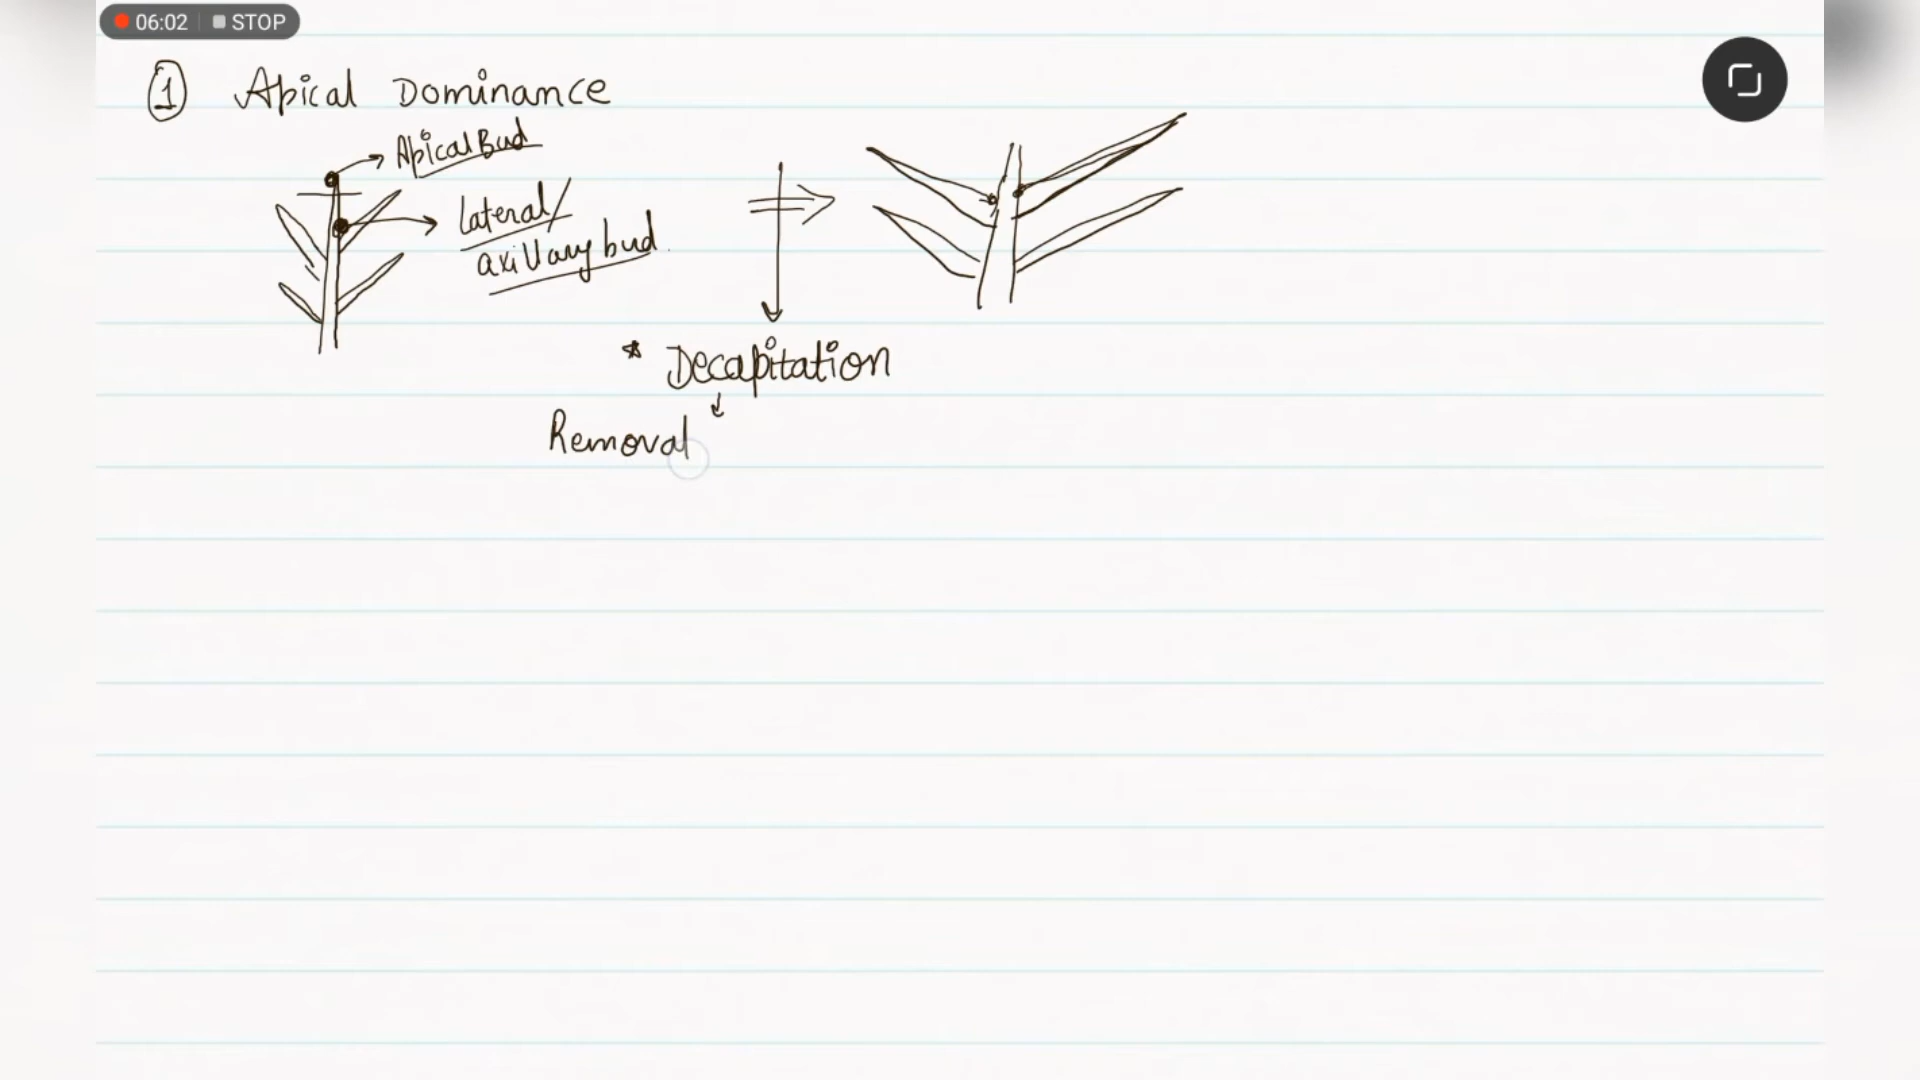 06:02 STOP
1 Apical Dominance
Apical Bud
Lateral/
axillary bud.
* Decapitation
Removal